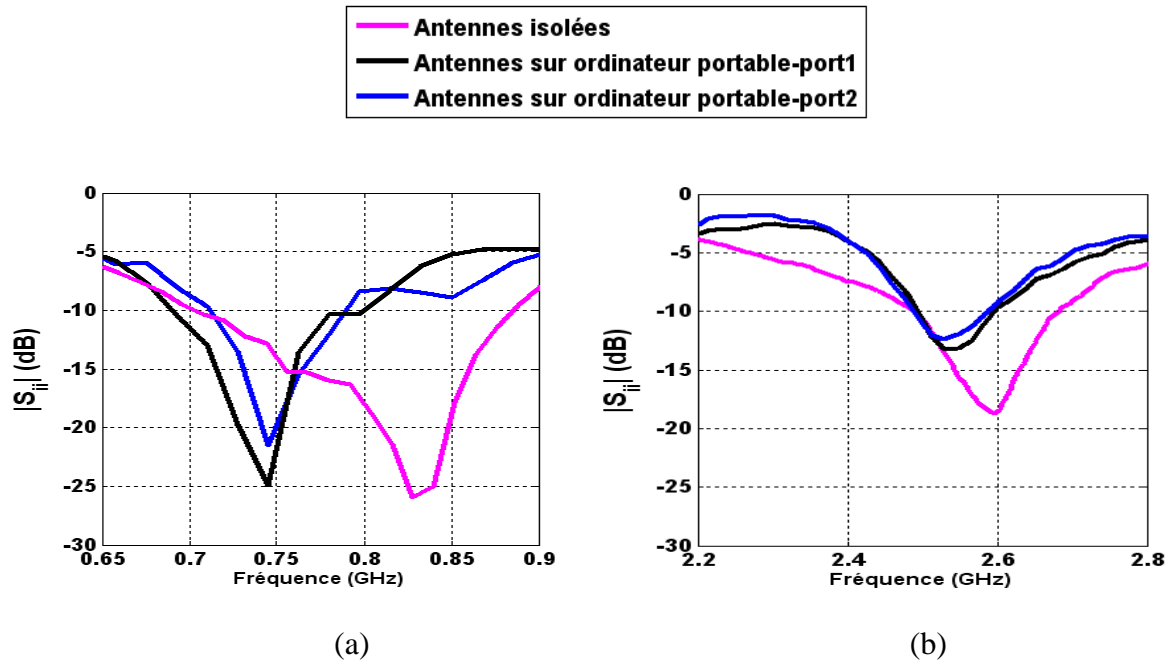 Antennes isolées
Antennes sur ordinateur portable-port1
Antennes sur ordinateur portable-port2
0
-5
-10
-15
-20
-25
-30
|S_ii| (dB)
0.65 0.7 0.75 0.8 0.85 0.9
Fréquence (GHz)
(a)
0
-5
-10
-15
-20
-25
-30
|S_ii| (dB)
2.2 2.4 2.6 2.8
Fréquence (GHz)
(b)